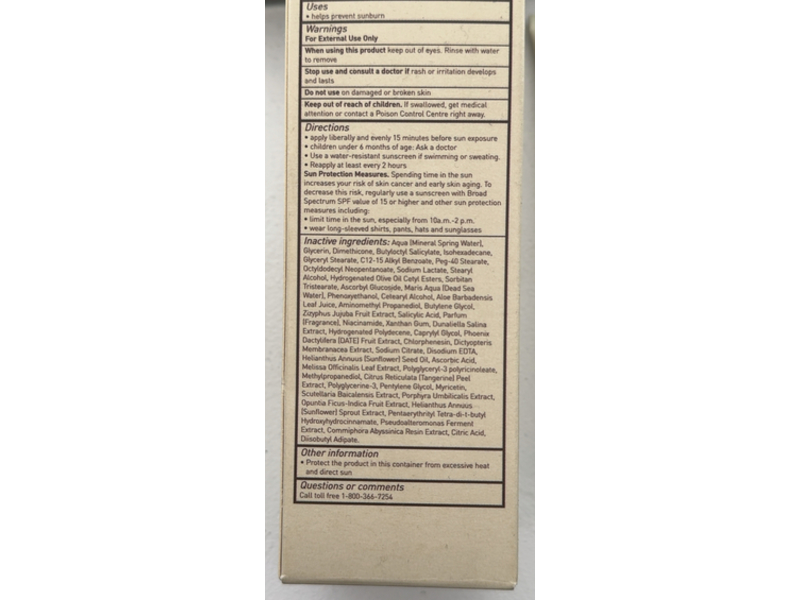 Uses
• helps prevent sunburn
Warnings
For External Use Only
When using this product keep out of eyes. Rinse with water
to remove
Stop use and consult a doctor if rash or irritation develops
and lasts
Do not use on damaged or broken skin
Keep out of reach of children. If swallowed, get medical
attention or contact a Poison Control Centre right away.
Directions
• apply liberally and evenly 15 minutes before sun exposure
• children under 6 months of age: Ask a doctor
• Use a water-resistant sunscreen if swimming or sweating.
• Reapply at least every 2 hours
Sun Protection Measures. Spending time in the sun
increases your risk of skin cancer and early skin aging. To
decrease this risk, regularly use a sunscreen with Broad
Spectrum SPF value of 15 or higher and other sun protection
measures including:
• limit time in the sun, especially from 10a.m.-2 p.m.
• wear long-sleeved shirts, pants, hats and sunglasses
Inactive ingredients: Aqua (Mineral Spring Water),
Glycerin, Dimethicone, Butyloctyl Salicylate, Isohexadecane,
Glyceryl Stearate, C12-15 Alkyl Benzoate, Peg-40 Stearate,
Octyldodecyl Neopentanoate, Sodium Lactate, Stearyl
Alcohol, Hydrogenated Olive Oil Cetyl Esters, Sorbitan
Tristearate, Ascorbyl Glucoside, Maris Aqua (Dead Sea
Water), Phenoxyethanol, Cetearyl Alcohol, Aloe Barbadensis
Leaf Juice, Aminomethyl Propanediol, Butylene Glycol,
Zizyphus Jujuba Fruit Extract, Salicylic Acid, Parfum
(Fragrance), Niacinamide, Xanthan Gum, Dunaliella Salina
Extract, Hydrogenated Polydecene, Caprylyl Glycol, Phoenix
Dactylifera (DATE) Fruit Extract, Chlorphenesin, Dictyopteris
Membranacea Extract, Sodium Citrate, Disodium EDTA,
Helianthus Annuus (Sunflower) Seed Oil, Ascorbic Acid,
Melissa Officinalis Leaf Extract, Polyglyceryl-3 polyricinoleate,
Methylpropanediol, Citrus Reticulata (Tangerine) Peel
Extract, Polyglycerine-3, Pentylene Glycol, Myricetin,
Scutellaria Baicalensis Extract, Porphyra Umbilicalis Extract,
Opuntia Ficus-Indica Fruit Extract, Helianthus Annuus
(Sunflower) Sprout Extract, Pentaerythrityl Tetra-di-t-butyl
Hydroxyhydrocinnamate, Pseudoalteromonas Ferment
Extract, Commiphora Abyssinica Resin Extract, Citric Acid,
Diisobutyl Adipate.
Other information
• Protect the product in this container from excessive heat
and direct sun
Questions or comments
Call toll free 1-800-366-7254